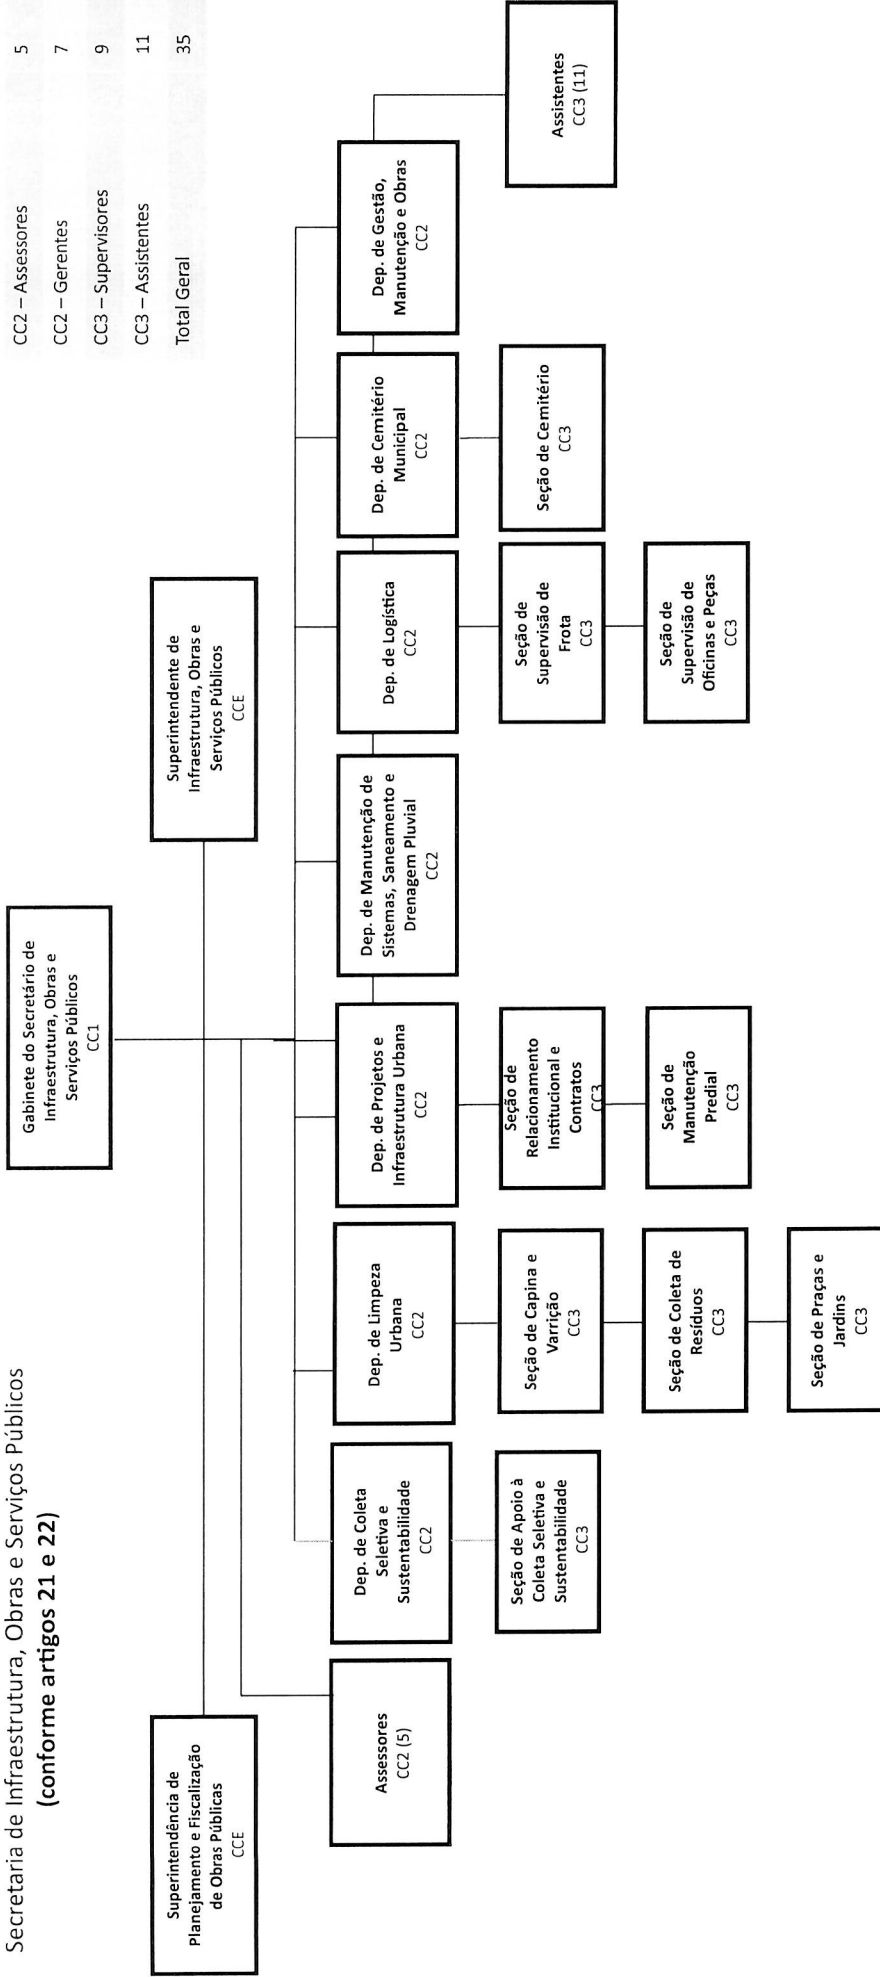 Secretaria de Infraestrutura, Obras e Serviços Públicos
(conforme artigos 21 e 22)
CC2 – Assessores 5
CC2 – Gerentes 7
CC3 – Supervisores 9
CC3 – Assistentes 11
Total Geral 35
Gabinete do Secretário de
Infraestrutura, Obras e
Serviços Públicos
CC1
Superintendência de
Planejamento e Fiscalização
de Obras Públicas
CCE
Superintendente de
Infraestrutura, Obras e
Serviços Públicos
CCE
Assessores
CC2 (5)
Dep. de Coleta
Seletiva e
Sustentabilidade
CC2
Dep. de Limpeza
Urbana
CC2
Dep. de Projetos e
Infraestrutura Urbana
CC2
Dep. de Manutenção de
Sistemas, Saneamento e
Drenagem Pluvial
CC2
Dep. de Logística
CC2
Dep. de Cemitério
Municipal
CC2
Dep. de Gestão,
Manutenção e Obras
CC2
Seção de Apoio à
Coleta Seletiva e
Sustentabilidade
CC3
Seção de Capina e
Varrição
CC3
Seção de
Relacionamento
Institucional e
Contratos
CC3
Seção de
Supervisão de
Frota
CC3
Seção de Cemitério
CC3
Assistentes
CC3 (11)
Seção de Coleta de
Resíduos
CC3
Seção de
Manutenção
Predial
CC3
Seção de
Supervisão de
Oficinas e Peças
CC3
Seção de Praças e
Jardins
CC3